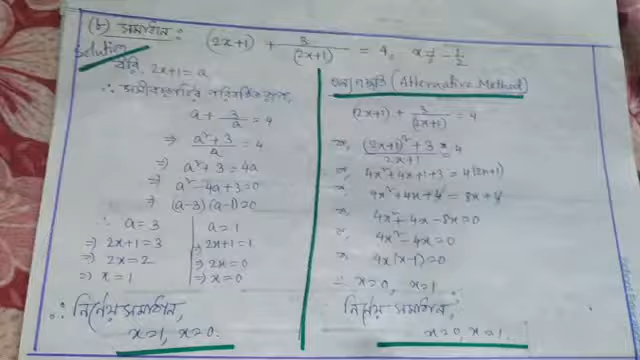 (b) সমাধান : (2x+1) + 3/(2x+1) = 4, x ≠ -1/2
Solution
ধরি, 2x+1 = a
∴ সমীকরণটির পরিবর্তিত রূপ,
a + 3/a = 4
⇒ (a²+3)/a = 4
⇒ a²+3 = 4a
⇒ a²-4a+3=0
⇒ (a-3)(a-1)=0
∴ a=3
⇒ 2x+1=3
⇒ 2x=2
⇒ x=1
a=1
⇒ 2x+1=1
⇒ 2x=0
⇒ x=0
∴ নির্ণেয় সমাধান,
x=1, x=0.
অন্য পদ্ধতি (Alternative Method)
(2x+1) + 3/(2x+1) = 4
বা, ((2x+1)²+3)/(2x+1) = 4
বা, 4x²+4x+1+3 = 4(2x+1)
বা, 4x²+4x+4 = 8x+4
বা, 4x²+4x-8x=0
বা, 4x²-4x=0
বা, 4x(x-1)=0
∴ x=0, x=1
নির্ণেয় সমাধান,
x=0, x=1.